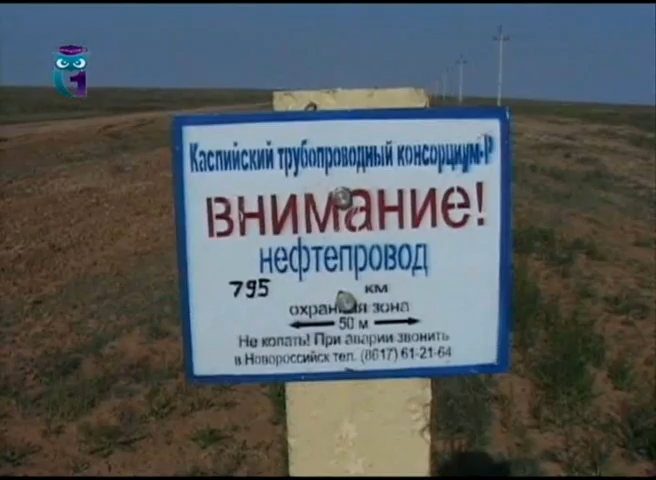 1
Каспийский трубопроводный консорциум-Р
внимание!
нефтепровод
795 км
охранная зона
50 м
Не копать! При аварии звонить
в Новороссийск тел. (8617) 61-21-64